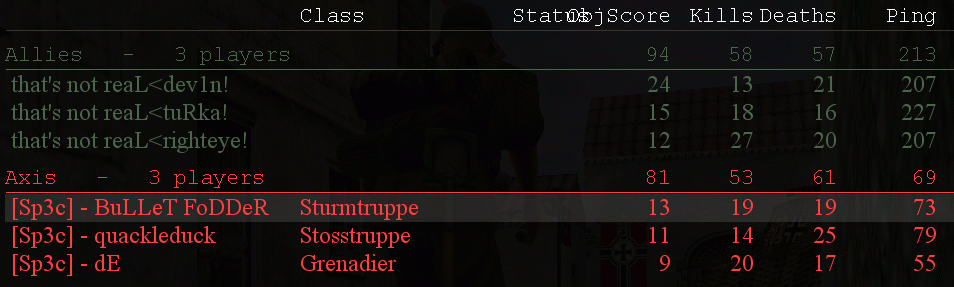 Class Status ObjScore Kills Deaths Ping
Allies - 3 players 94 58 57 213
that's not reaL<dev1n! 24 13 21 207
that's not reaL<tuRka! 15 18 16 227
that's not reaL<righteye! 12 27 20 207
Axis - 3 players 81 53 61 69
[Sp3c] - BuLLeT FoDDeR Sturmtruppe 13 19 19 73
[Sp3c] - quackleduck Stosstruppe 11 14 25 79
[Sp3c] - dE Grenadier 9 20 17 55